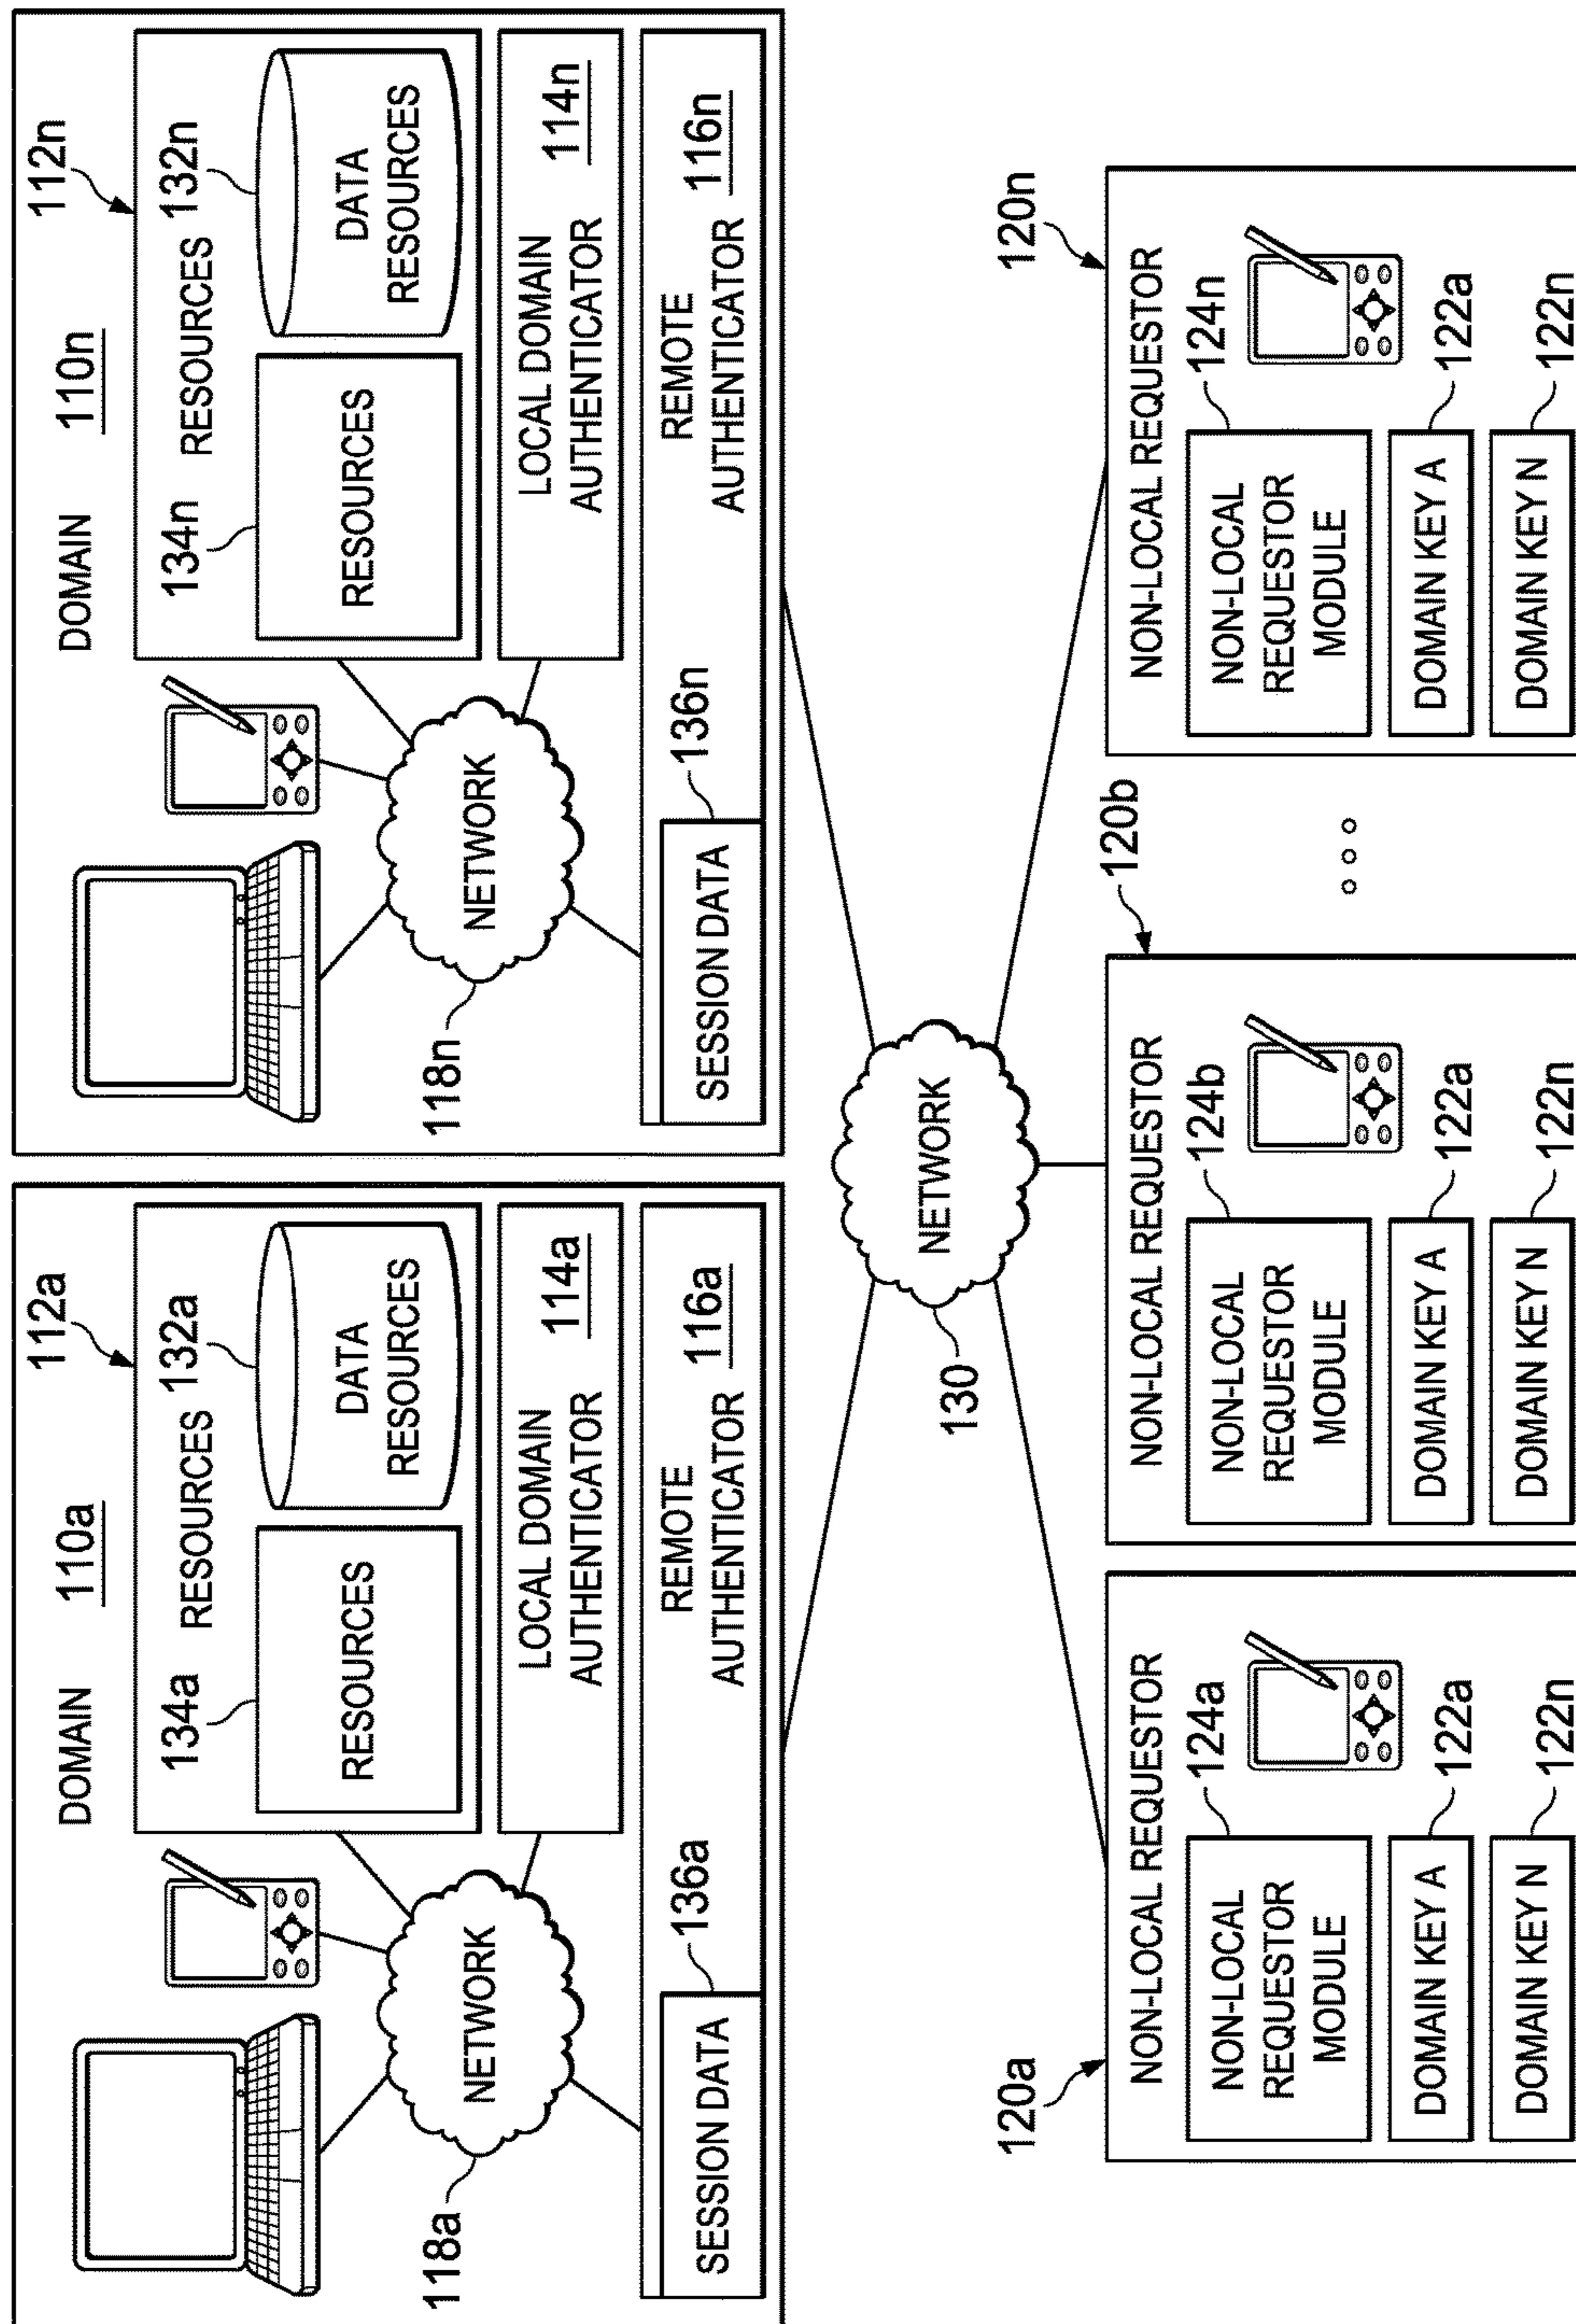 DOMAIN 110a
112a
RESOURCES
134a
132a
RESOURCES
DATA
RESOURCES
NETWORK
118a
LOCAL DOMAIN
AUTHENTICATOR
114a
REMOTE
AUTHENTICATOR
116a
136a
SESSION DATA
DOMAIN 110n
112n
RESOURCES
134n
132n
RESOURCES
DATA
RESOURCES
NETWORK
118n
LOCAL DOMAIN
AUTHENTICATOR
114n
REMOTE
AUTHENTICATOR
116n
136n
SESSION DATA
NETWORK
130
120a
NON-LOCAL REQUESTOR
124a
NON-LOCAL
REQUESTOR
MODULE
DOMAIN KEY A
122a
DOMAIN KEY N
122n
120b
NON-LOCAL REQUESTOR
124b
NON-LOCAL
REQUESTOR
MODULE
DOMAIN KEY A
122a
DOMAIN KEY N
122n
120n
NON-LOCAL REQUESTOR
124n
NON-LOCAL
REQUESTOR
MODULE
DOMAIN KEY A
122a
DOMAIN KEY N
122n